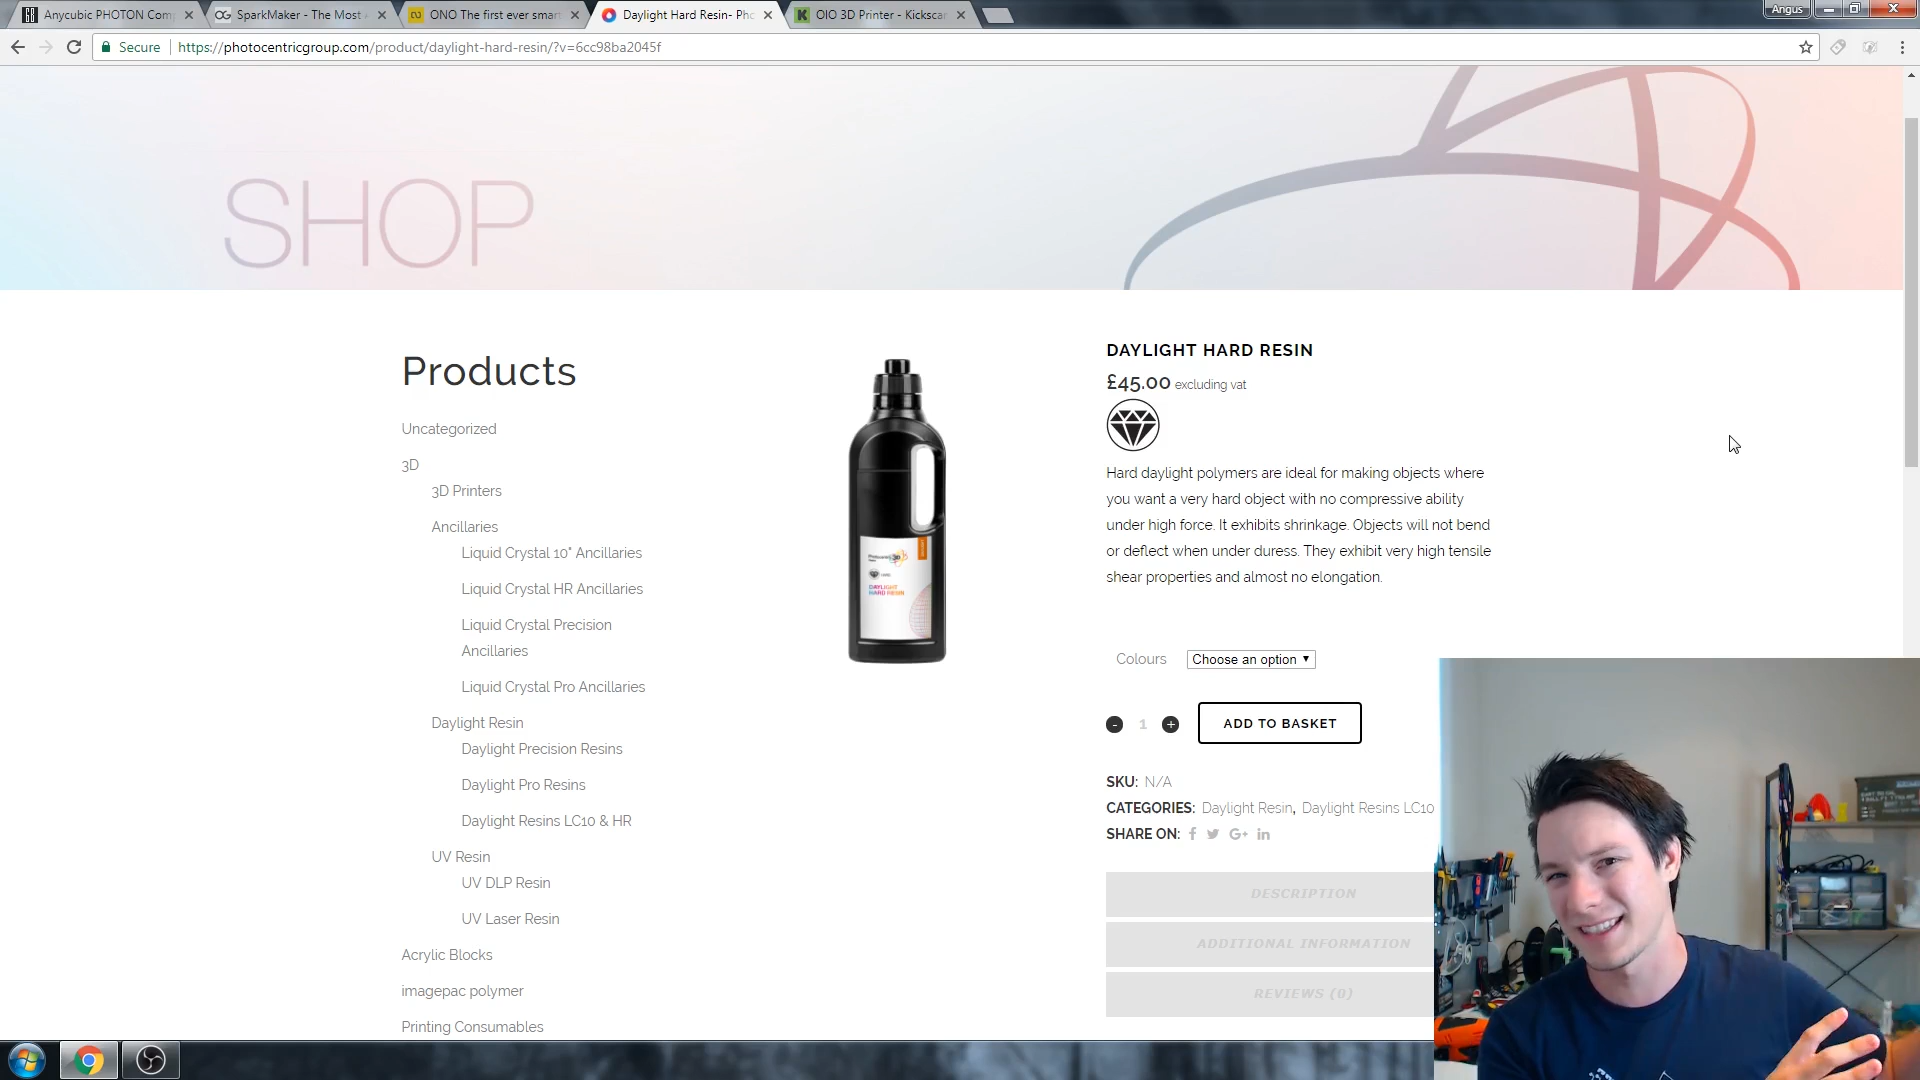 Anycubic PHOTON Comp
SparkMaker - The Most A
ONO The first ever smart
Daylight Hard Resin- Pho
OIO 3D Printer - Kickscam
Angus
Secure
https://photocentricgroup.com/product/daylight-hard-resin/?v=6cc98ba2045f
SHOP
Products
Uncategorized
3D
3D Printers
Ancillaries
Liquid Crystal 10" Ancillaries
Liquid Crystal HR Ancillaries
Liquid Crystal Precision
Ancillaries
Liquid Crystal Pro Ancillaries
Daylight Resin
Daylight Precision Resins
Daylight Pro Resins
Daylight Resins LC10 & HR
UV Resin
UV DLP Resin
UV Laser Resin
Acrylic Blocks
imagepac polymer
Printing Consumables
DAYLIGHT
HARD RESIN
DAYLIGHT HARD RESIN
£45.00 excluding vat
Hard daylight polymers are ideal for making objects where
you want a very hard object with no compressive ability
under high force. It exhibits shrinkage. Objects will not bend
or deflect when under duress. They exhibit very high tensile
shear properties and almost no elongation.
Colours Choose an option
- 1 + ADD TO BASKET
SKU: N/A
CATEGORIES: Daylight Resin, Daylight Resins LC10
SHARE ON:
DESCRIPTION
ADDITIONAL INFORMATION
REVIEWS (0)